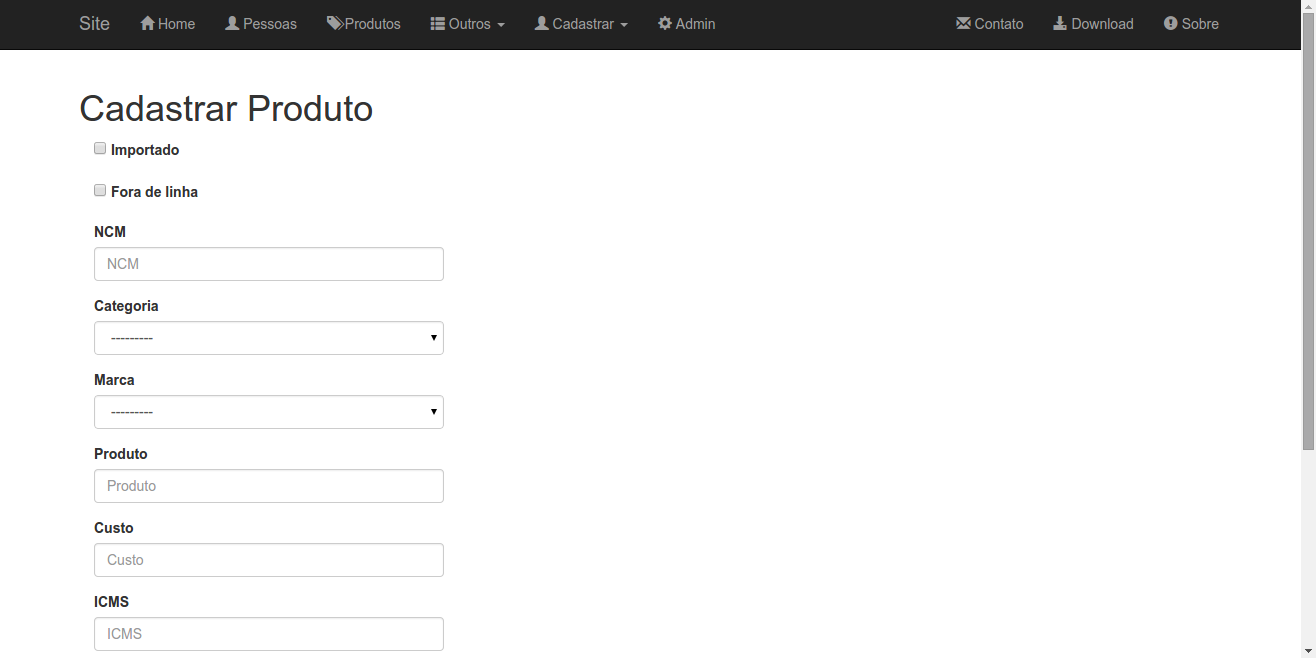 Site Home Pessoas Produtos Outros Cadastrar Admin Contato Download Sobre
Cadastrar Produto
Importado
Fora de linha
NCM
NCM
Categoria
---------
Marca
---------
Produto
Produto
Custo
Custo
ICMS
ICMS